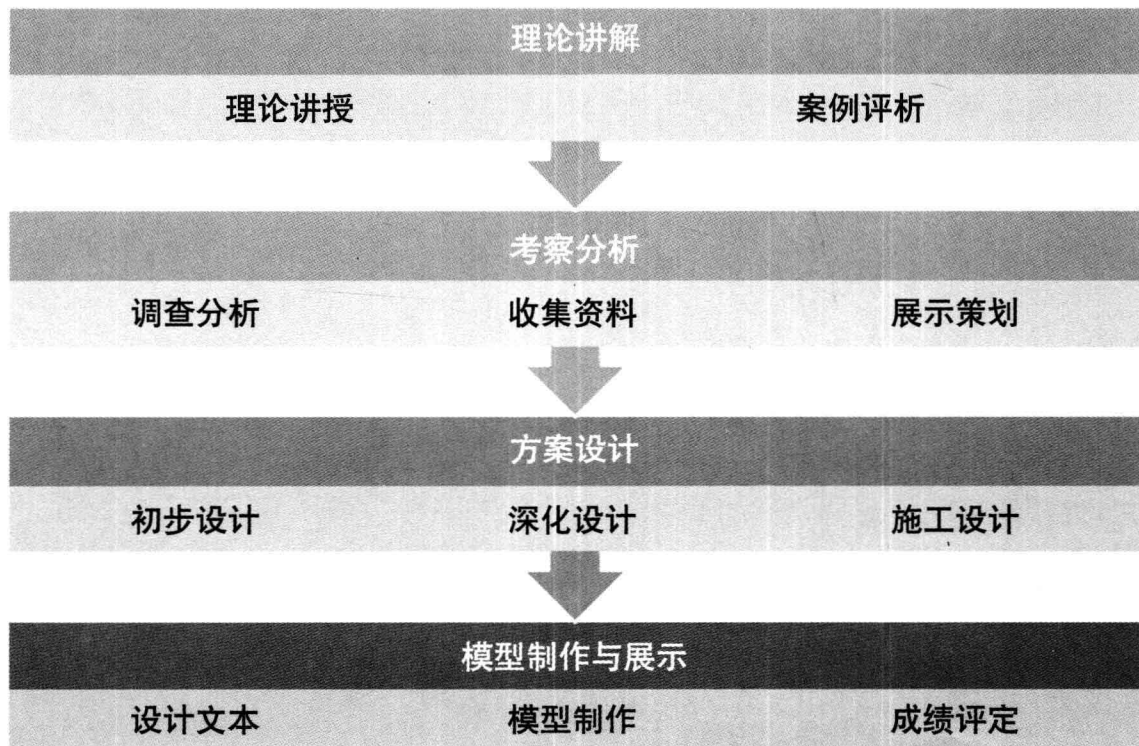 理论讲解
理论讲授 案例评析
考察分析
调查分析 收集资料 展示策划
方案设计
初步设计 深化设计 施工设计
模型制作与展示
设计文本 模型制作 成绩评定